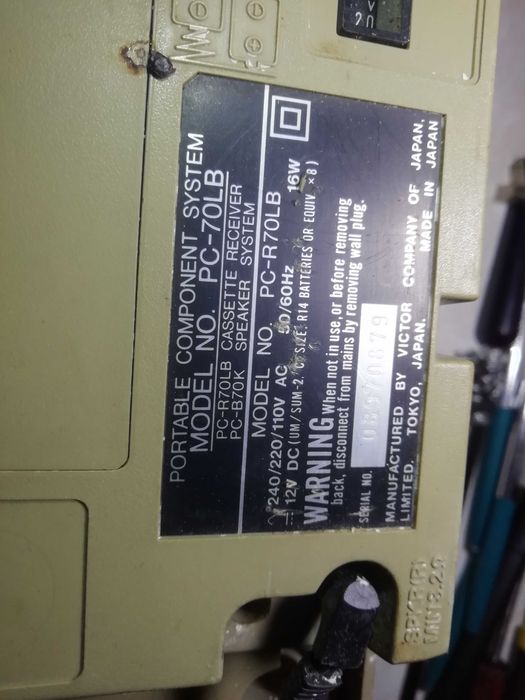 PORTABLE COMPONENT SYSTEM
MODEL NO. PC-70LB
PC-R70LB CASSETTE RECEIVER
PC-B70K SPEAKER SYSTEM
MODEL NO. PC-R70LB
240/220/110V AC 50/60Hz 16W
12V DC (UM/SUM-2, "C" SIZE, R14 BATTERIES OR EQUIV. ×8)
WARNING When not in use, or before removing
back, disconnect from mains by removing wall plug.
SERIAL NO.
MANUFACTURED BY VICTOR COMPANY OF JAPAN,
LIMITED. TOKYO, JAPAN. MADE IN JAPAN